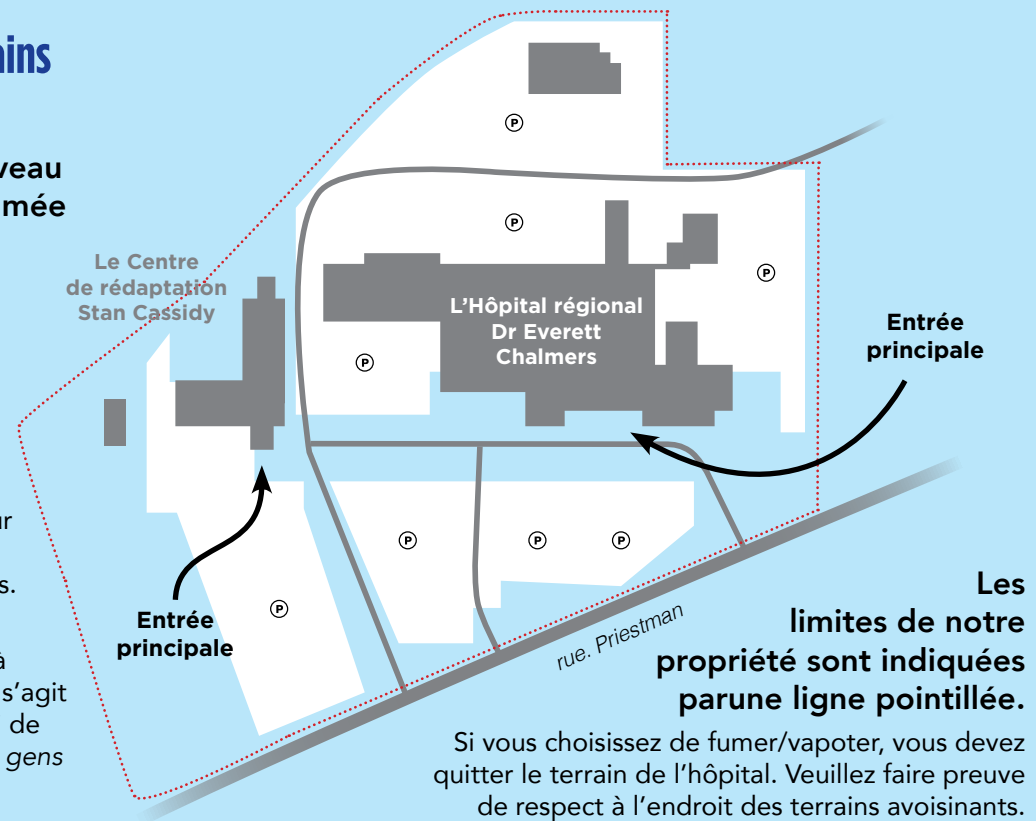 ains
veau
mée
Le Centre
de rédaptation
Stan Cassidy
L’Hôpital régional
Dr Everett
Chalmers
Entrée
principale
Entrée
principale
P
P
P
P
P
P
P
P
ur
s.
à
s’agit
de
gens
rue. Priestman
Les
limites de notre
propriété sont indiquées
parune ligne pointillée.
Si vous choisissez de fumer/vapoter, vous devez
quitter le terrain de l’hôpital. Veuillez faire preuve
de respect à l’endroit des terrains avoisinants.